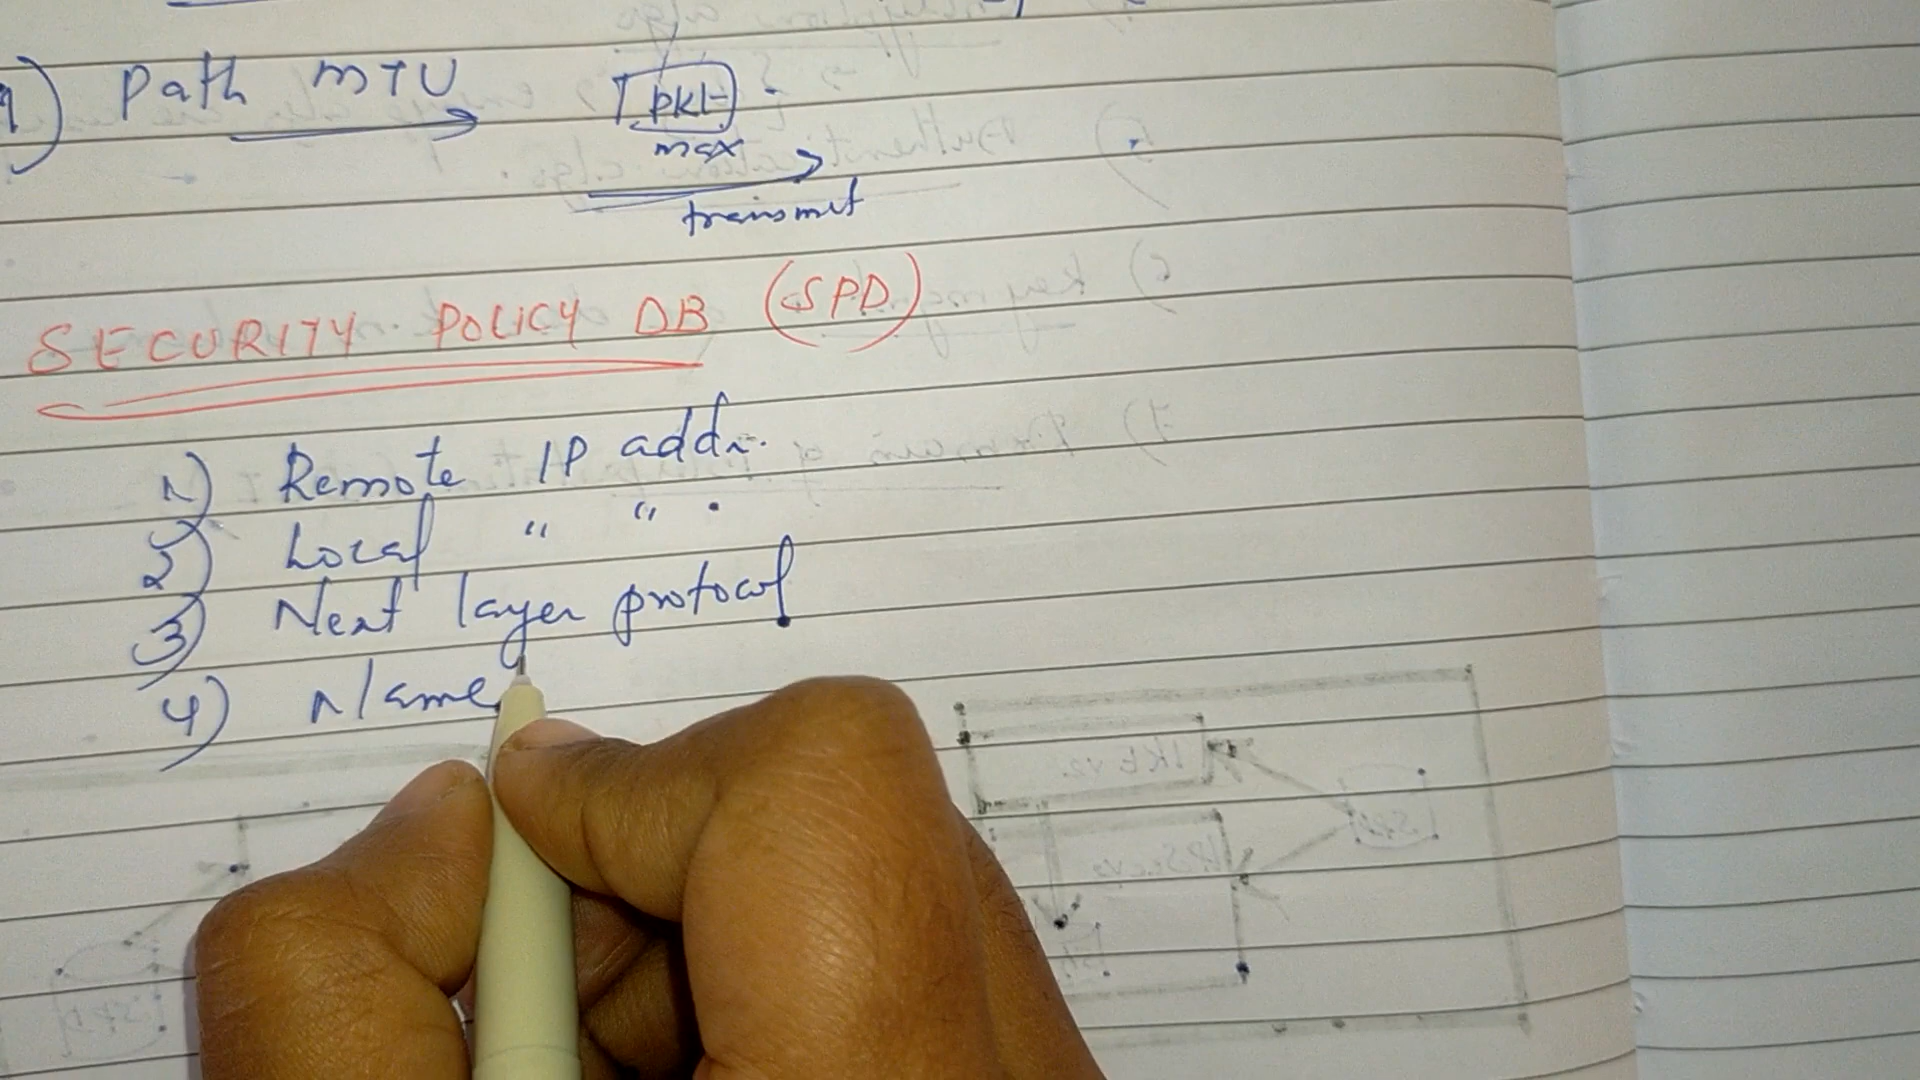 9) Path MTU
pkt
max
transmit
SECURITY POLICY DB (SPD)
1) Remote IP addr.
2) Local " " .
3) Next layer protocol
4) Name